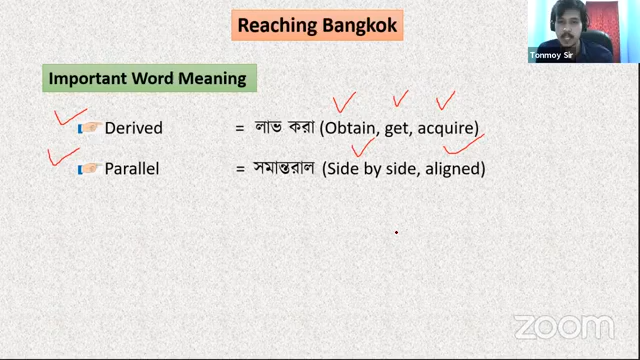 Reaching Bangkok
Tonmoy Sir
Important Word Meaning
Derived = লাভ করা (Obtain, get, acquire)
Parallel = সমান্তরাল (Side by side, aligned)
zoom